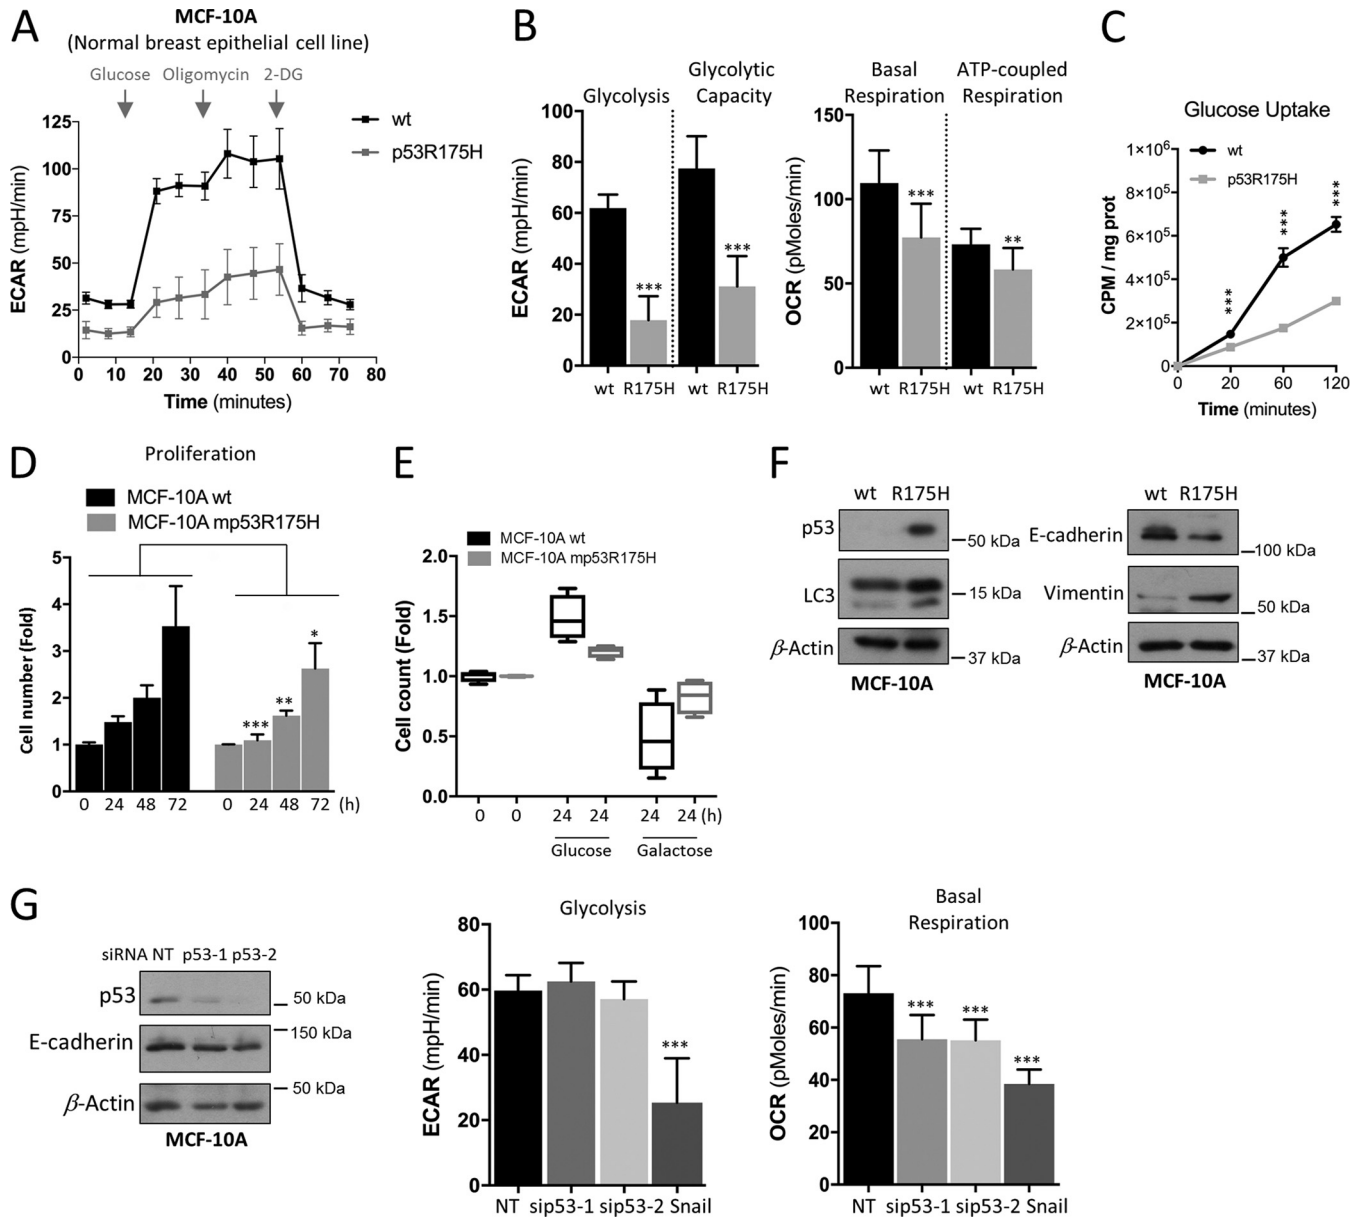 A
MCF-10A
(Normal breast epithelial cell line)
Glucose Oligomycin 2-DG
wt
p53R175H
ECAR (mpH/min)
125
100
75
50
25
0
0 10 20 30 40 50 60 70 80
Time (minutes)
B
Glycolysis
Glycolytic
Capacity
ECAR (mpH/min)
100
80
60
40
20
0
***
***
wt R175H wt R175H
Basal
Respiration
ATP-coupled
Respiration
OCR (pMoles/min)
150
100
50
0
***
**
wt R175H wt R175H
C
Glucose Uptake
wt
p53R175H
CPM / mg prot
1×10⁶
8×10⁵
6×10⁵
4×10⁵
2×10⁵
0
***
***
***
0 20 60 120
Time (minutes)
D
Proliferation
MCF-10A wt
MCF-10A mp53R175H
Cell number (Fold)
5
4
3
2
1
0
***
**
*
0 24 48 72 0 24 48 72 (h)
E
MCF-10A wt
MCF-10A mp53R175H
Cell count (Fold)
2.0
1.5
1.0
0.5
0.0
0 0 24 24 24 24 (h)
Glucose Galactose
F
wt R175H
p53
50 kDa
LC3
15 kDa
β-Actin
37 kDa
MCF-10A
wt R175H
E-cadherin
100 kDa
Vimentin
50 kDa
β-Actin
37 kDa
MCF-10A
G
siRNA NT p53-1 p53-2
p53
50 kDa
E-cadherin
150 kDa
β-Actin
50 kDa
MCF-10A
Glycolysis
ECAR (mpH/min)
80
60
40
20
0
***
NT sip53-1 sip53-2 Snail
Basal
Respiration
OCR (pMoles/min)
100
80
60
40
20
0
***
***
***
NT sip53-1 sip53-2 Snail